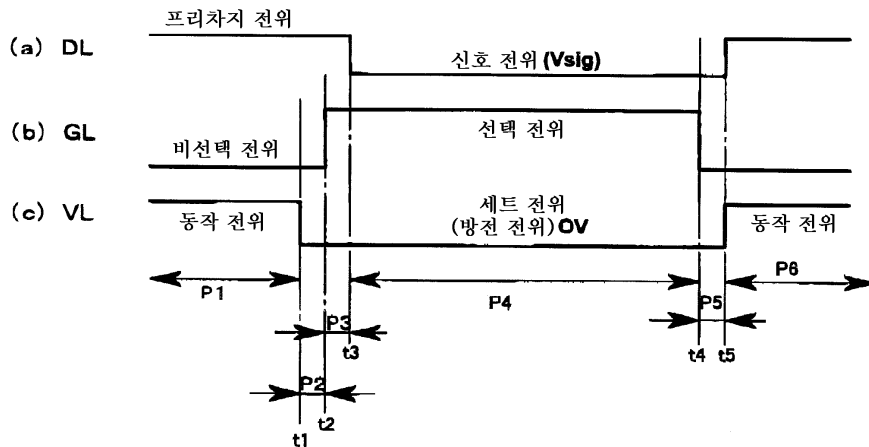 프리차지 전위
(a) DL
신호 전위(Vsig)
(b) GL
선택 전위
비선택 전위
(c) VL
동작 전위
세트 전위
(방전 전위)OV
동작 전위
P1
P4
P6
P3
P5
t3
t4
t5
P2
t2
t1